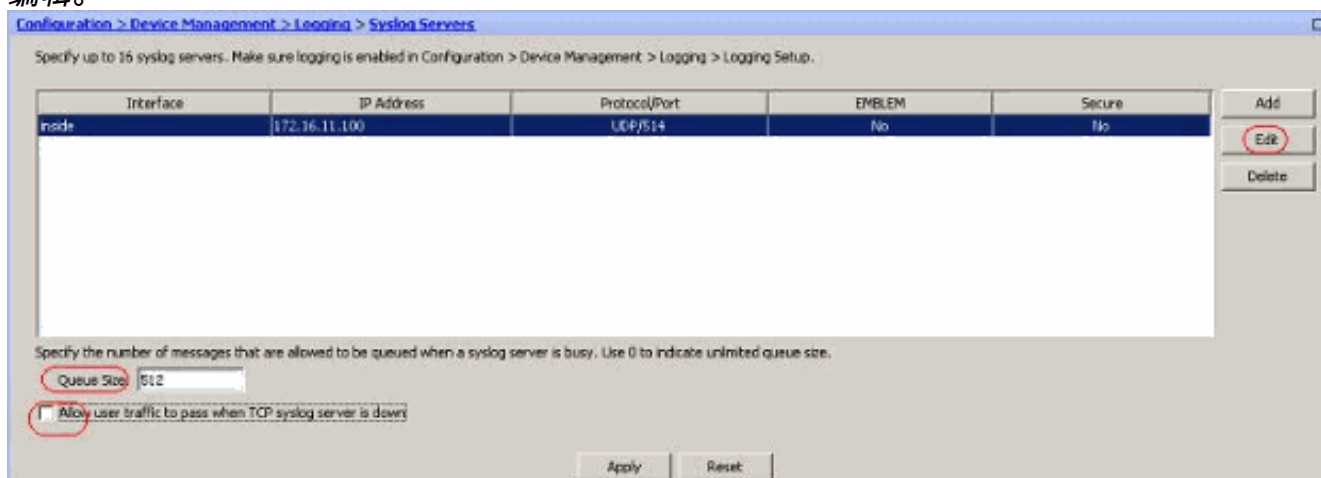 编辑。
Configuration > Device Management > Logging > Syslog Servers
Specify up to 16 syslog servers. Make sure logging is enabled in Configuration > Device Management > Logging > Logging Setup.
Interface IP Address Protocol/Port EMBLEM Secure
inside 172.16.11.100 UDP/514 No No
Add
Edit
Delete
Specify the number of messages that are allowed to be queued when a syslog server is busy. Use 0 to indicate unlimited queue size.
Queue Size 512
Allow user traffic to pass when TCP syslog server is down
Apply Reset